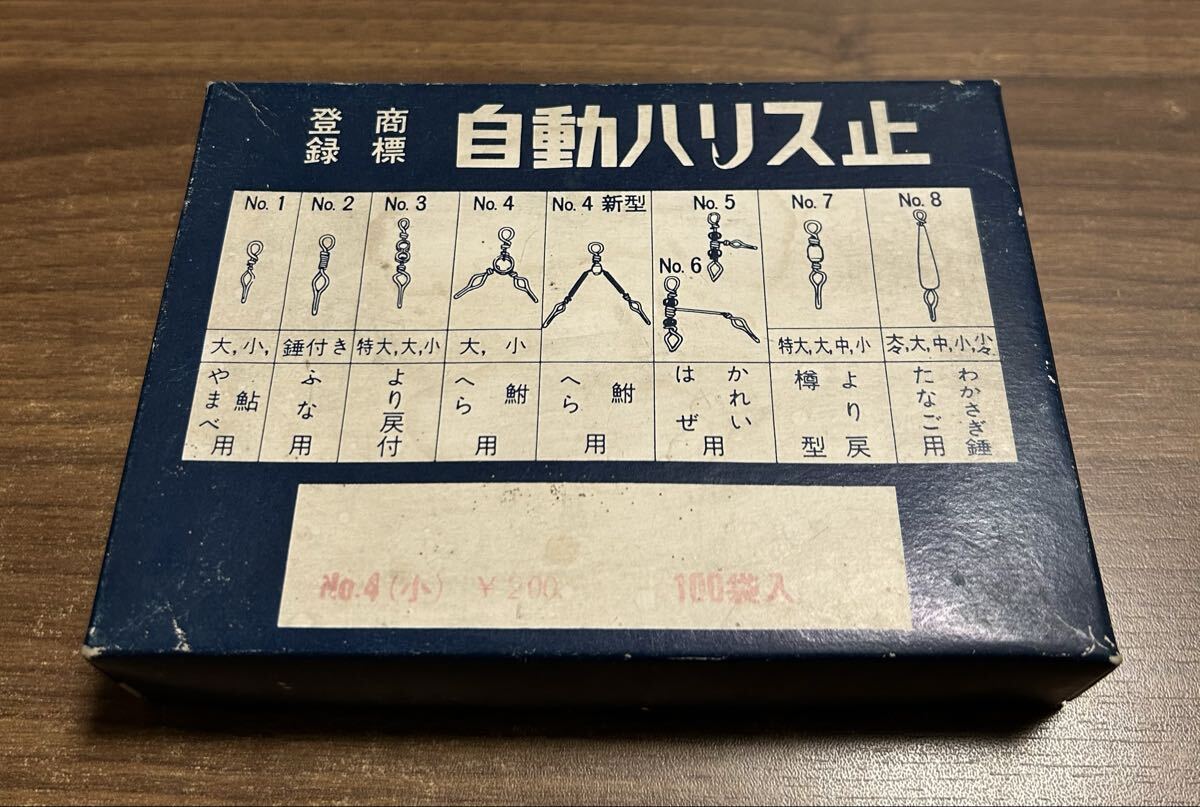 登録 商標
自動ハリス止
No. 1
No. 2
No. 3
No. 4
No. 4 新型
No. 5
No. 6
No. 7
No. 8
大,小,
錘付き
特大,大,小
大, 小
特大,大,中,小
大,中,小,
やまべ
鮎
用
ふな用
より戻付
へら
鮒
用
へら
鮒
用
はぜ
かれい
用
樽型
より戻
たなご用
わかさぎ錘
No.4 (小) ¥200. 100袋入